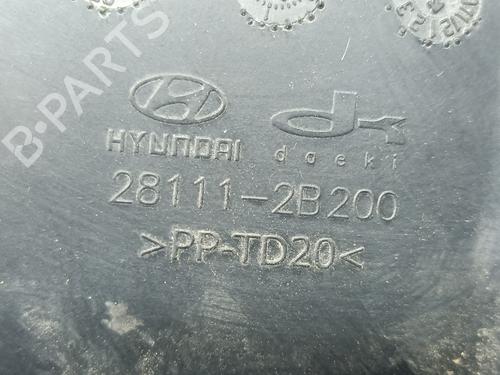 B-PARTS
HYUNDAI daeki
28111-2B200
>PP-TD20<